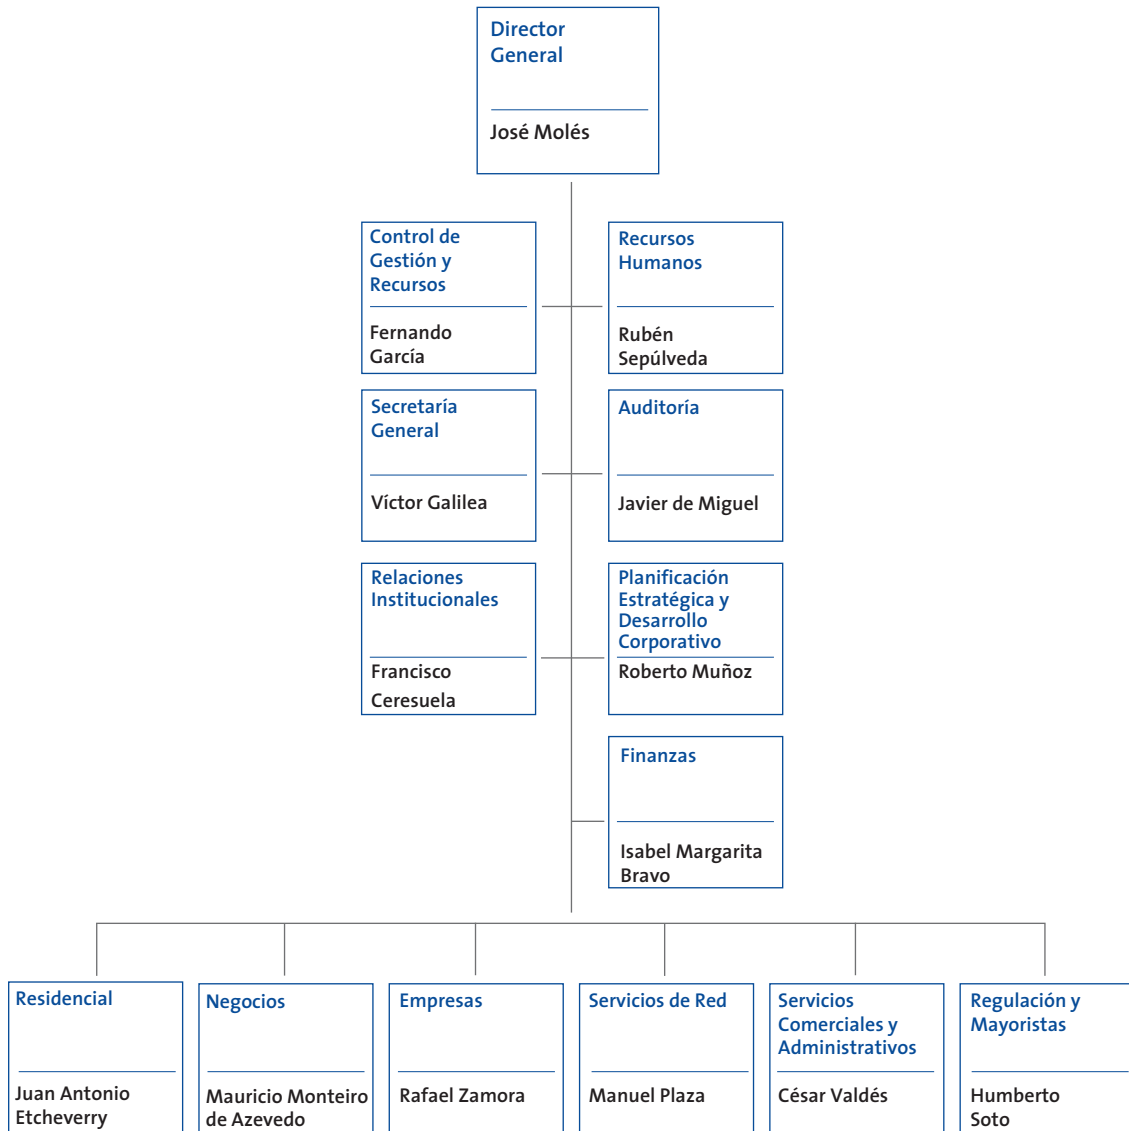 Director
General
José Molés
Control de
Gestión y
Recursos
Fernando
García
Recursos
Humanos
Rubén
Sepúlveda
Secretaría
General
Víctor Galilea
Auditoría
Javier de Miguel
Relaciones
Institucionales
Francisco
Ceresuela
Planificación
Estratégica y
Desarrollo
Corporativo
Roberto Muñoz
Finanzas
Isabel Margarita
Bravo
Residencial
Juan Antonio
Etcheverry
Negocios
Mauricio Monteiro
de Azevedo
Empresas
Rafael Zamora
Servicios de Red
Manuel Plaza
Servicios
Comerciales y
Administrativos
César Valdés
Regulación y
Mayoristas
Humberto
Soto